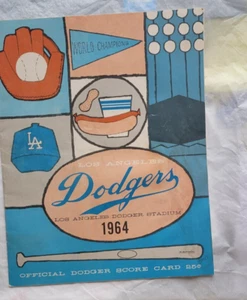 WORLD CHAMPIONS
LA
LOS ANGELES
Dodgers
LOS ANGELES DODGER STADIUM
1964
OFFICIAL DODGER SCORE CARD 25¢